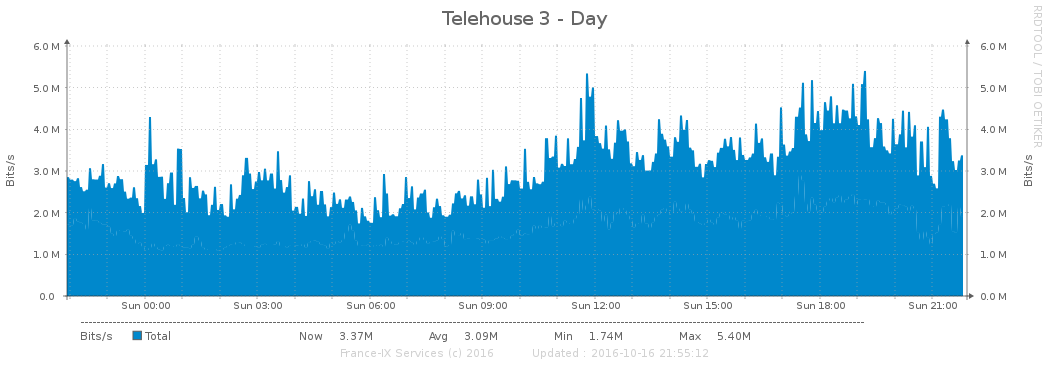 Telehouse 3 - Day
RRDTOOL / TOBI OETIKER
Bits/s
6.0 M
5.0 M
4.0 M
3.0 M
2.0 M
1.0 M
0.0
6.0 M
5.0 M
4.0 M
3.0 M
2.0 M
1.0 M
0.0 M
Bits/s
Sun 00:00 Sun 03:00 Sun 06:00 Sun 09:00 Sun 12:00 Sun 15:00 Sun 18:00 Sun 21:00
Bits/s Total Now 3.37M Avg 3.09M Min 1.74M Max 5.40M
France-IX Services (c) 2016 Updated : 2016-10-16 21:55:12